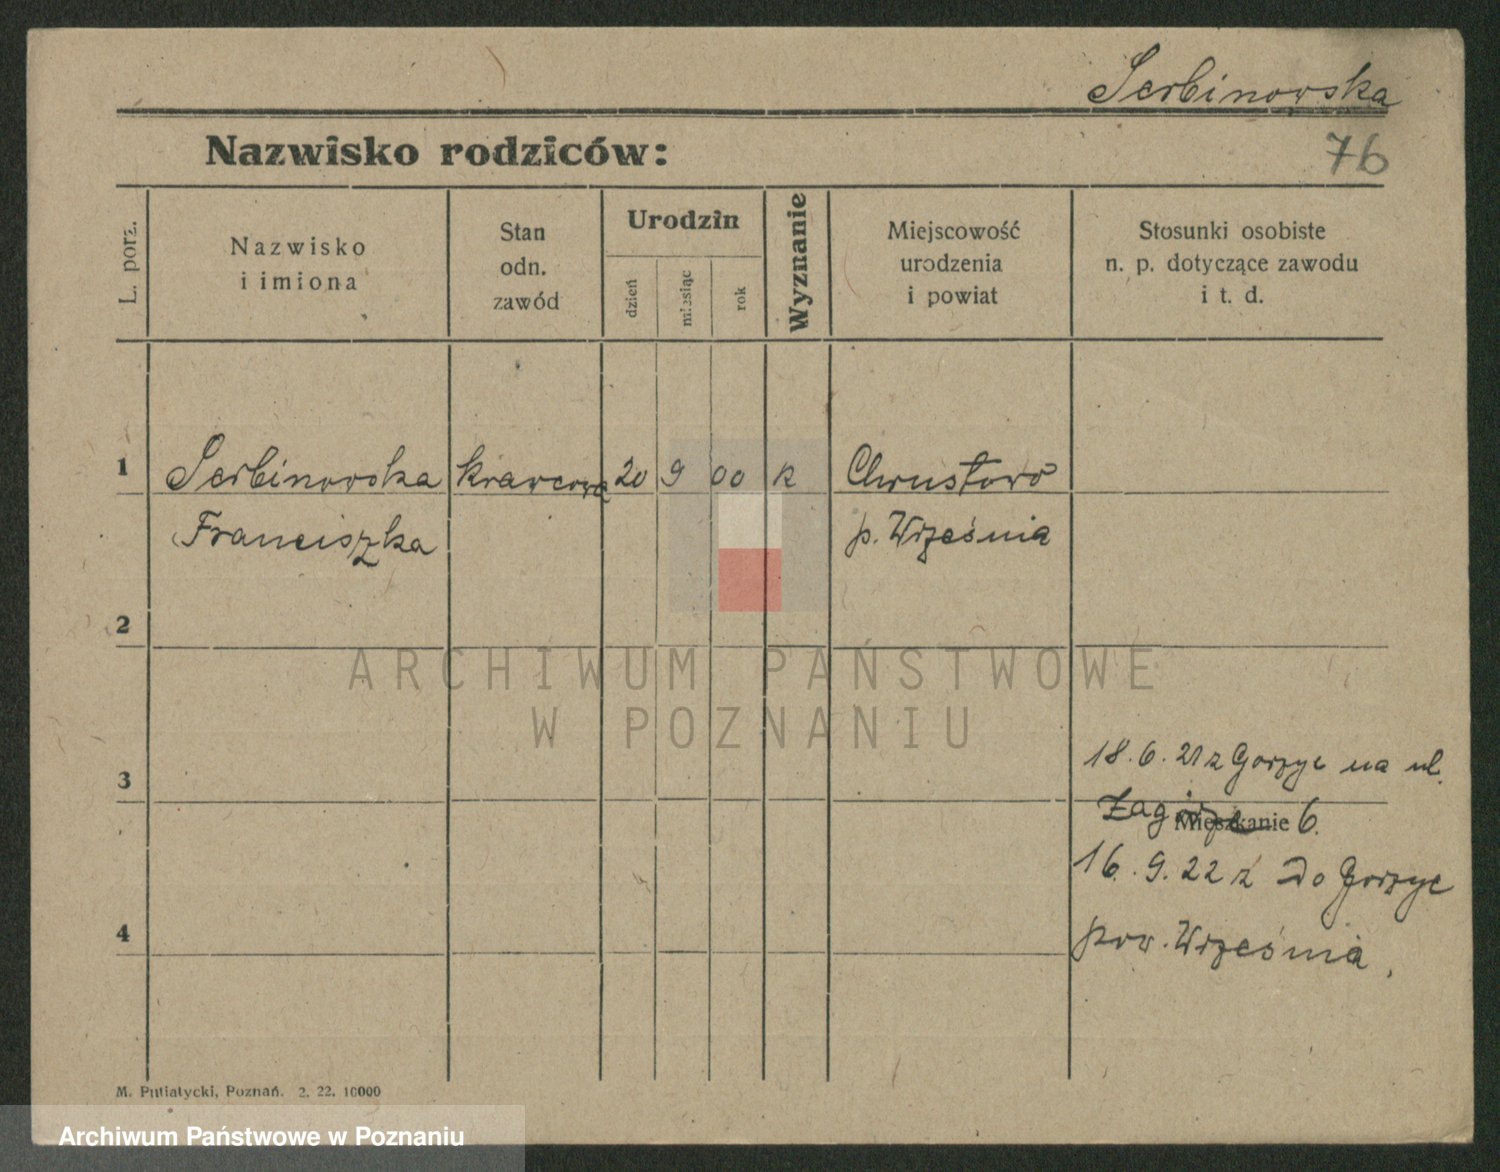 Serbinowska
Nazwisko rodziców:
76
L. porz.
Nazwisko
i imiona
Stan
odn.
zawód
Urodzin
dzień
miesiąc
rok
Wyznanie
Miejscowość
urodzenia
i powiat
Stosunki osobiste
n. p. dotyczące zawodu
i t. d.
1 Serbinowska krawcowa 20 9 00 k Chrustowo
Franciszka p. Września
2
ARCHIWUM PAŃSTWOWE
W POZNANIU
18. 6. 21 z Gorzyc na ul.
3
Zagórze 6.
Mieszkanie
16. 9. 22 z do Gorzyc
4 pow. Września.
M. Putiatycki, Poznań. 2. 22. 10000
Archiwum Państwowe w Poznaniu